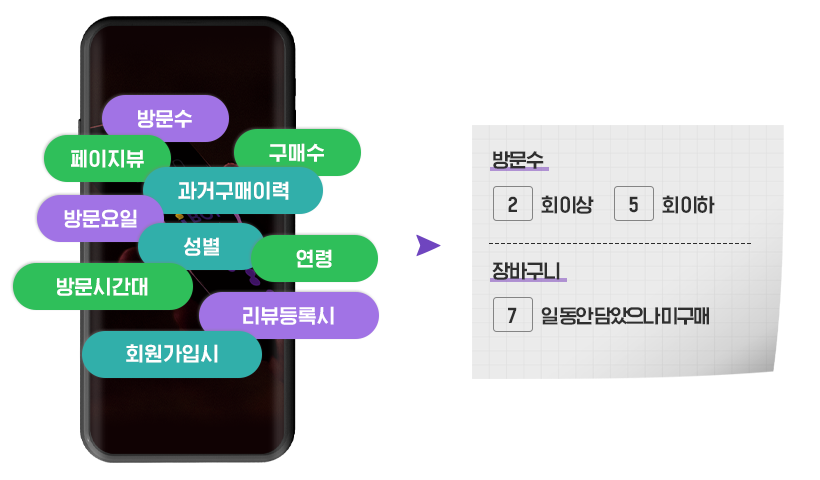 방문수
페이지뷰
구매수
과거구매이력
방문요일
성별
연령
방문시간대
리뷰등록시
회원가입시
방문수
2 회 이상 5 회 이하
장바구니
7 일 동안 담았으나 미구매